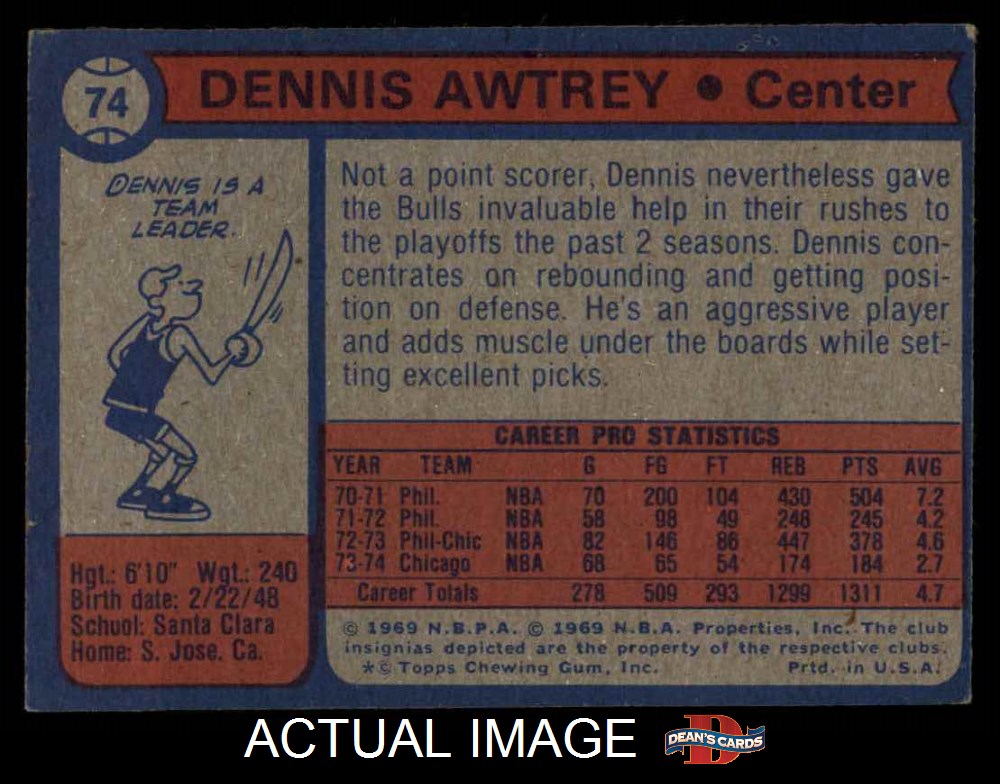 74
DENNIS AWTREY ● Center
DENNIS IS A
TEAM
LEADER.
Not a point scorer, Dennis nevertheless gave
the Bulls invaluable help in their rushes to
the playoffs the past 2 seasons. Dennis con-
centrates on rebounding and getting posi-
tion on defense. He's an aggressive player
and adds muscle under the boards while set-
ting excellent picks.
CAREER PRO STATISTICS
YEAR TEAM G FG FT REB PTS AVG
70-71 Phil. NBA 70 200 104 430 504 7.2
71-72 Phil. NBA 58 98 49 248 245 4.2
72-73 Phil-Chic NBA 82 146 86 447 378 4.6
73-74 Chicago NBA 68 65 54 174 184 2.7
Career Totals 278 509 293 1299 1311 4.7
Hgt.: 6'10" Wgt.: 240
Birth date: 2/22/48
School: Santa Clara
Home: S. Jose, Ca.
© 1969 N.B.P.A. © 1969 N.B.A. Properties, Inc. The club
insignias depicted are the property of the respective clubs.
*© Topps Chewing Gum, Inc. Prtd. in U.S.A.
ACTUAL IMAGE
D
DEAN'S CARDS